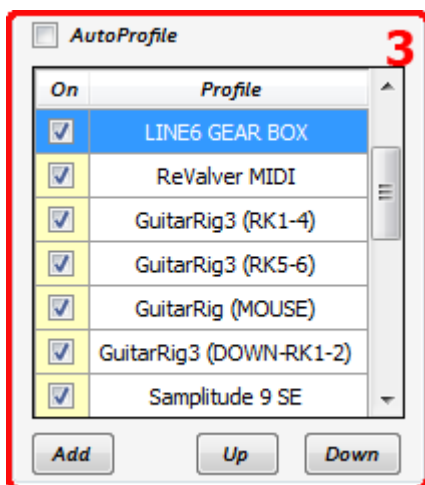 AutoProfile
3
On Profile
LINE6 GEAR BOX
ReValver MIDI
GuitarRig3 (RK1-4)
GuitarRig3 (RK5-6)
GuitarRig (MOUSE)
GuitarRig3 (DOWN-RK1-2)
Samplitude 9 SE
Add Up Down